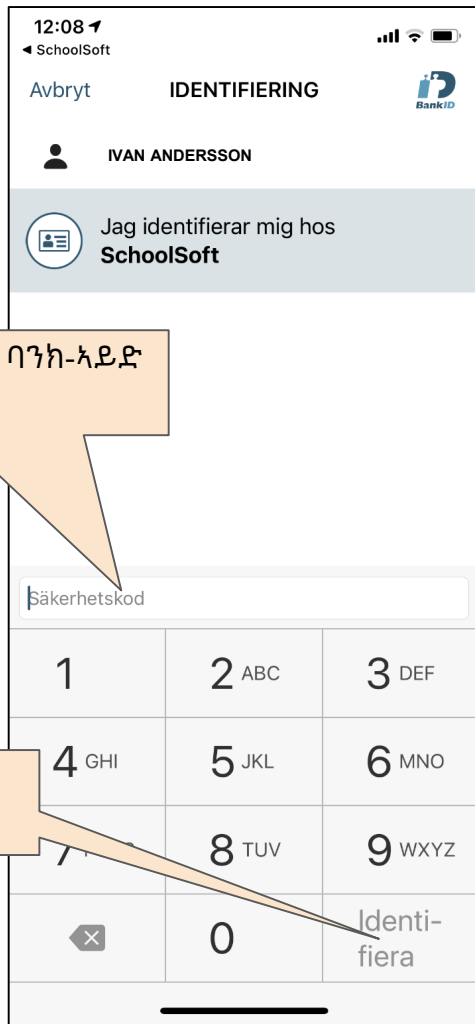 12:08
◀ SchoolSoft
Avbryt
IDENTIFIERING
BankID
IVAN ANDERSSON
Jag identifierar mig hos
SchoolSoft
ባንክ-ኣይድ
Säkerhetskod
1
2 ABC
3 DEF
4 GHI
5 JKL
6 MNO
7
8 TUV
9 WXYZ
0
Identi-
fiera